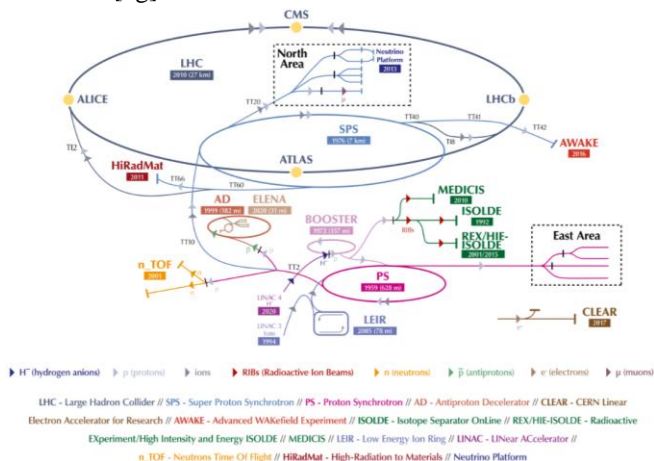 CMS
North
Area
Neutrino
Platform
2013
LHC
2010 (27 km)
ALICE
TT20
LHCb
TT40
TT41
TT42
SPS
1976 (7 km)
TI8
TI2
AWAKE
2016
ATLAS
HiRadMat
2011
TT66
TT60
AD
1999 (182 m)
ELENA
2020 (31 m)
TT10
BOOSTER
1972 (157 m)
MEDICIS
2010
ISOLDE
1992
RIBs
REX/HIE-
ISOLDE
2001/2015
East Area
n_TOF
2001
TT2
H⁻
p
PS
1959 (628 m)
LINAC 4
H⁻
2020
LINAC 3
Ions
1994
LEIR
2005 (78 m)
CLEAR
2017
e⁻
H⁻ (hydrogen anions)
p (protons)
ions
RIBs (Radioactive Ion Beams)
n (neutrons)
p̄ (antiprotons)
e⁻ (electrons)
μ (muons)
LHC - Large Hadron Collider // SPS - Super Proton Synchrotron // PS - Proton Synchrotron // AD - Antiproton Decelerator // CLEAR - CERN Linear
Electron Accelerator for Research // AWAKE - Advanced WAKefield Experiment // ISOLDE - Isotope Separator OnLine // REX/HIE-ISOLDE - Radioactive
EXperiment/High Intensity and Energy ISOLDE // MEDICIS // LEIR - Low Energy Ion Ring // LINAC - LINear ACcelerator //
n_TOF - Neutrons Time Of Flight // HiRadMat - High-Radiation to Materials // Neutrino Platform